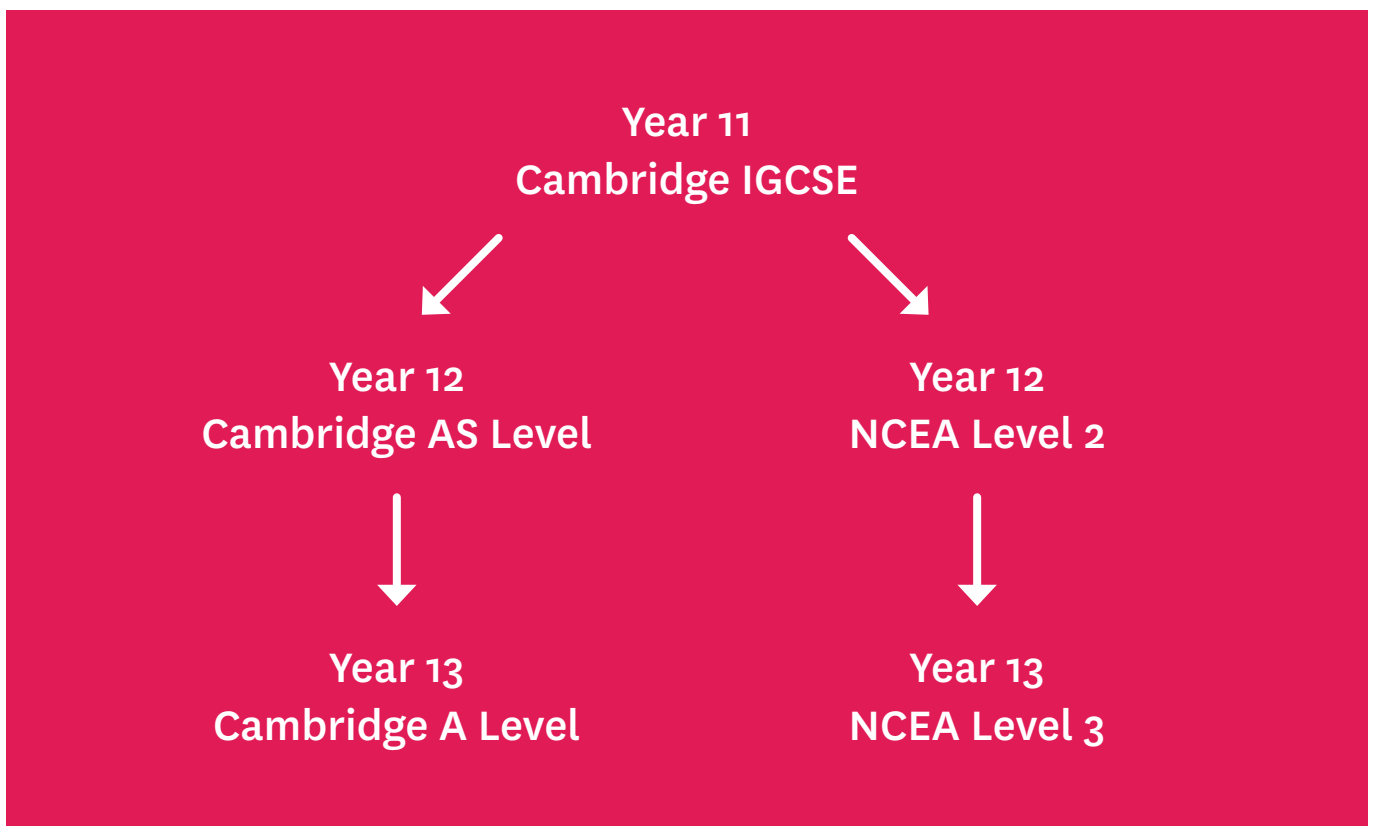 Year 11
Cambridge IGCSE
Year 12
Cambridge AS Level
Year 12
NCEA Level 2
Year 13
Cambridge A Level
Year 13
NCEA Level 3